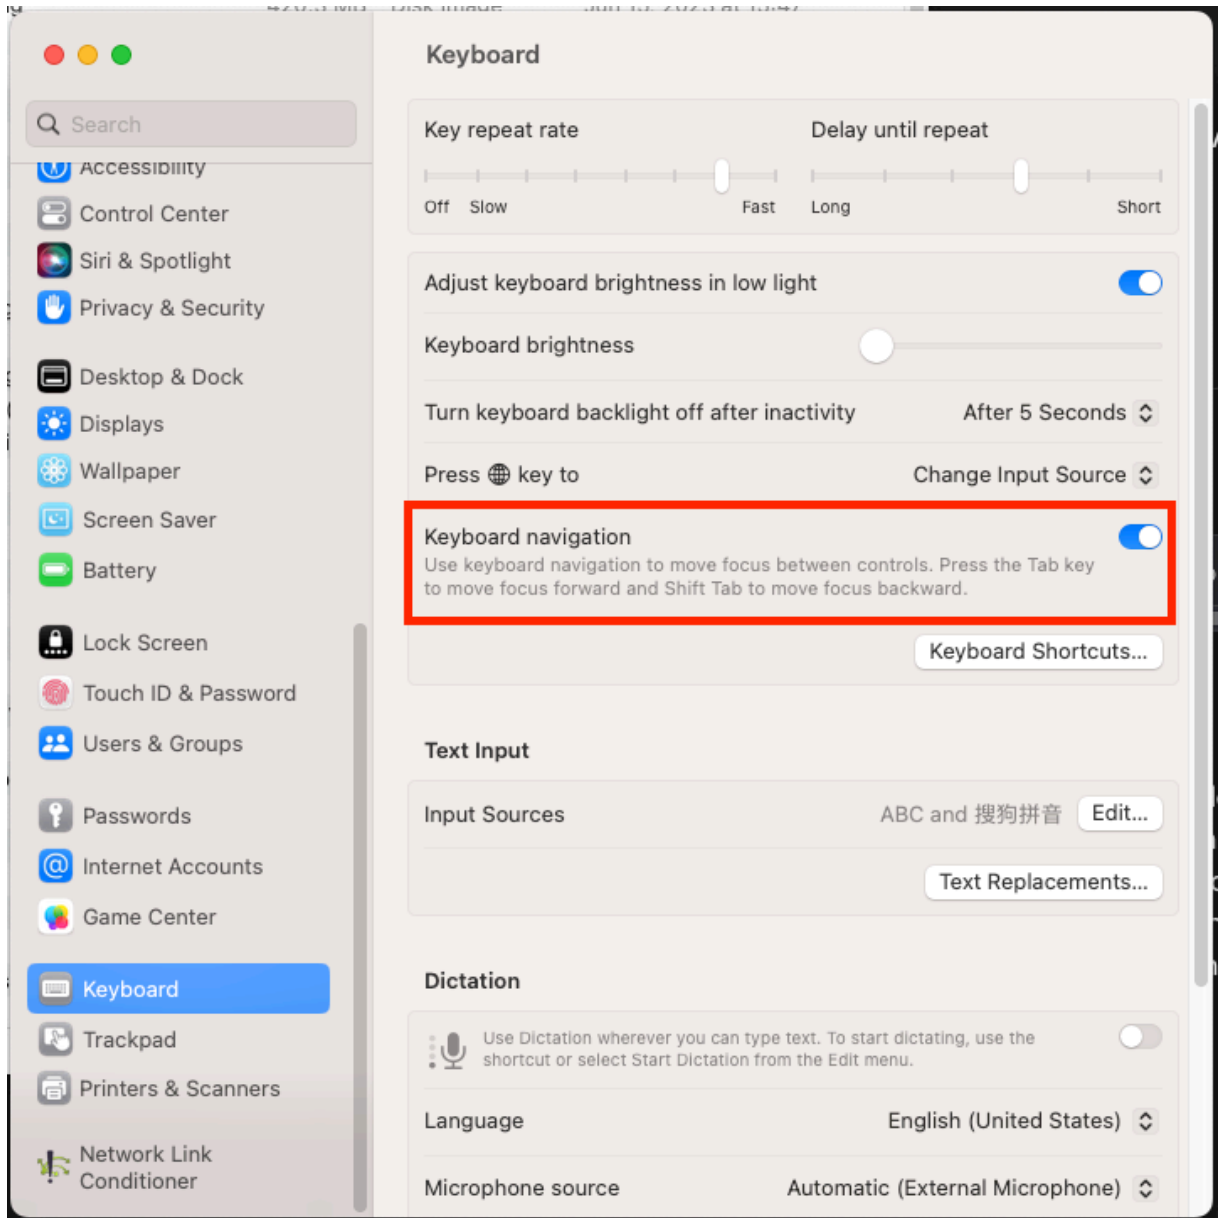 Keyboard
Search
Key repeat rate
Delay until repeat
Off Slow Fast
Long Short
Accessibility
Control Center
Siri & Spotlight
Privacy & Security
Desktop & Dock
Displays
Wallpaper
Screen Saver
Battery
Lock Screen
Touch ID & Password
Users & Groups
Passwords
Internet Accounts
Game Center
Keyboard
Trackpad
Printers & Scanners
Network Link
Conditioner
Adjust keyboard brightness in low light
Keyboard brightness
Turn keyboard backlight off after inactivity After 5 Seconds
Press key to Change Input Source
Keyboard navigation
Use keyboard navigation to move focus between controls. Press the Tab key
to move focus forward and Shift Tab to move focus backward.
Keyboard Shortcuts...
Text Input
Input Sources ABC and 搜狗拼音 Edit...
Text Replacements...
Dictation
Use Dictation wherever you can type text. To start dictating, use the
shortcut or select Start Dictation from the Edit menu.
Language English (United States)
Microphone source Automatic (External Microphone)